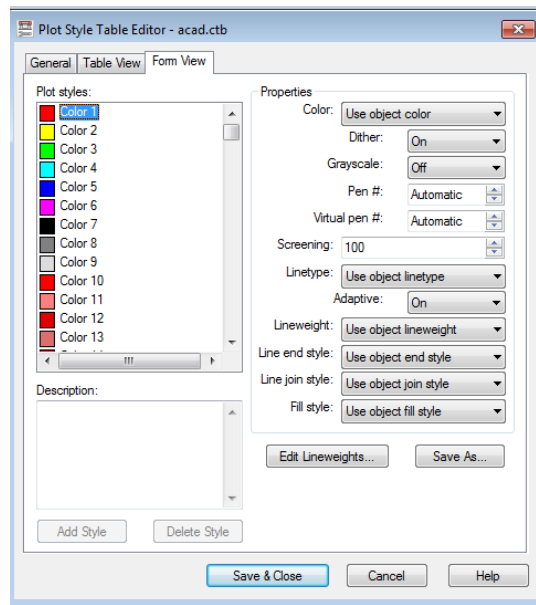 Plot Style Table Editor - acad.ctb
General Table View Form View
Plot styles:
Color 1
Color 2
Color 3
Color 4
Color 5
Color 6
Color 7
Color 8
Color 9
Color 10
Color 11
Color 12
Color 13
Description:
Add Style Delete Style
Properties
Color: Use object color
Dither: On
Grayscale: Off
Pen #: Automatic
Virtual pen #: Automatic
Screening: 100
Linetype: Use object linetype
Adaptive: On
Lineweight: Use object lineweight
Line end style: Use object end style
Line join style: Use object join style
Fill style: Use object fill style
Edit Lineweights... Save As...
Save & Close Cancel Help